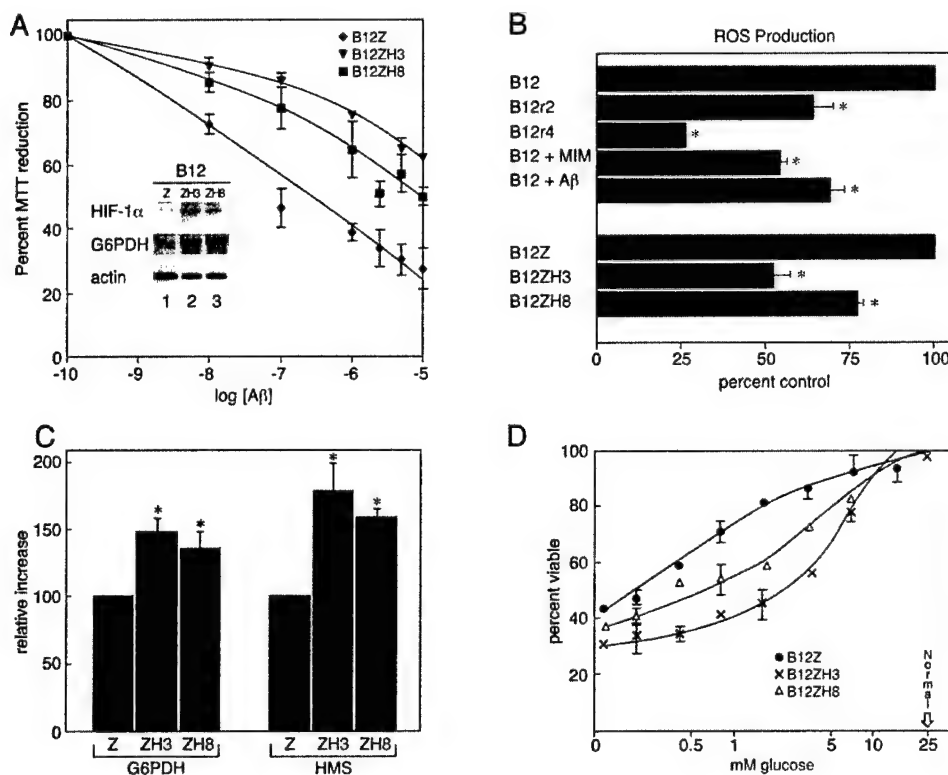 A
B12Z
B12ZH3
B12ZH8
Percent MTT reduction
100
80
60
40
20
0
B12
Z ZH3 ZH8
HIF-1α
G6PDH
actin
1 2 3
-10 -9 -8 -7 -6 -5
log [Aβ]
B
ROS Production
B12
B12r2 *
B12r4 *
B12 + MIM *
B12 + Aβ *
B12Z
B12ZH3 *
B12ZH8 *
0 25 50 75 100
percent control
C
relative increase
200
150
100
50
0
* * * *
Z ZH3 ZH8 Z ZH3 ZH8
G6PDH HMS
D
percent viable
100
80
60
40
20
B12Z
B12ZH3
B12ZH8
Normal
0 0.5 1 5 10 25
mM glucose